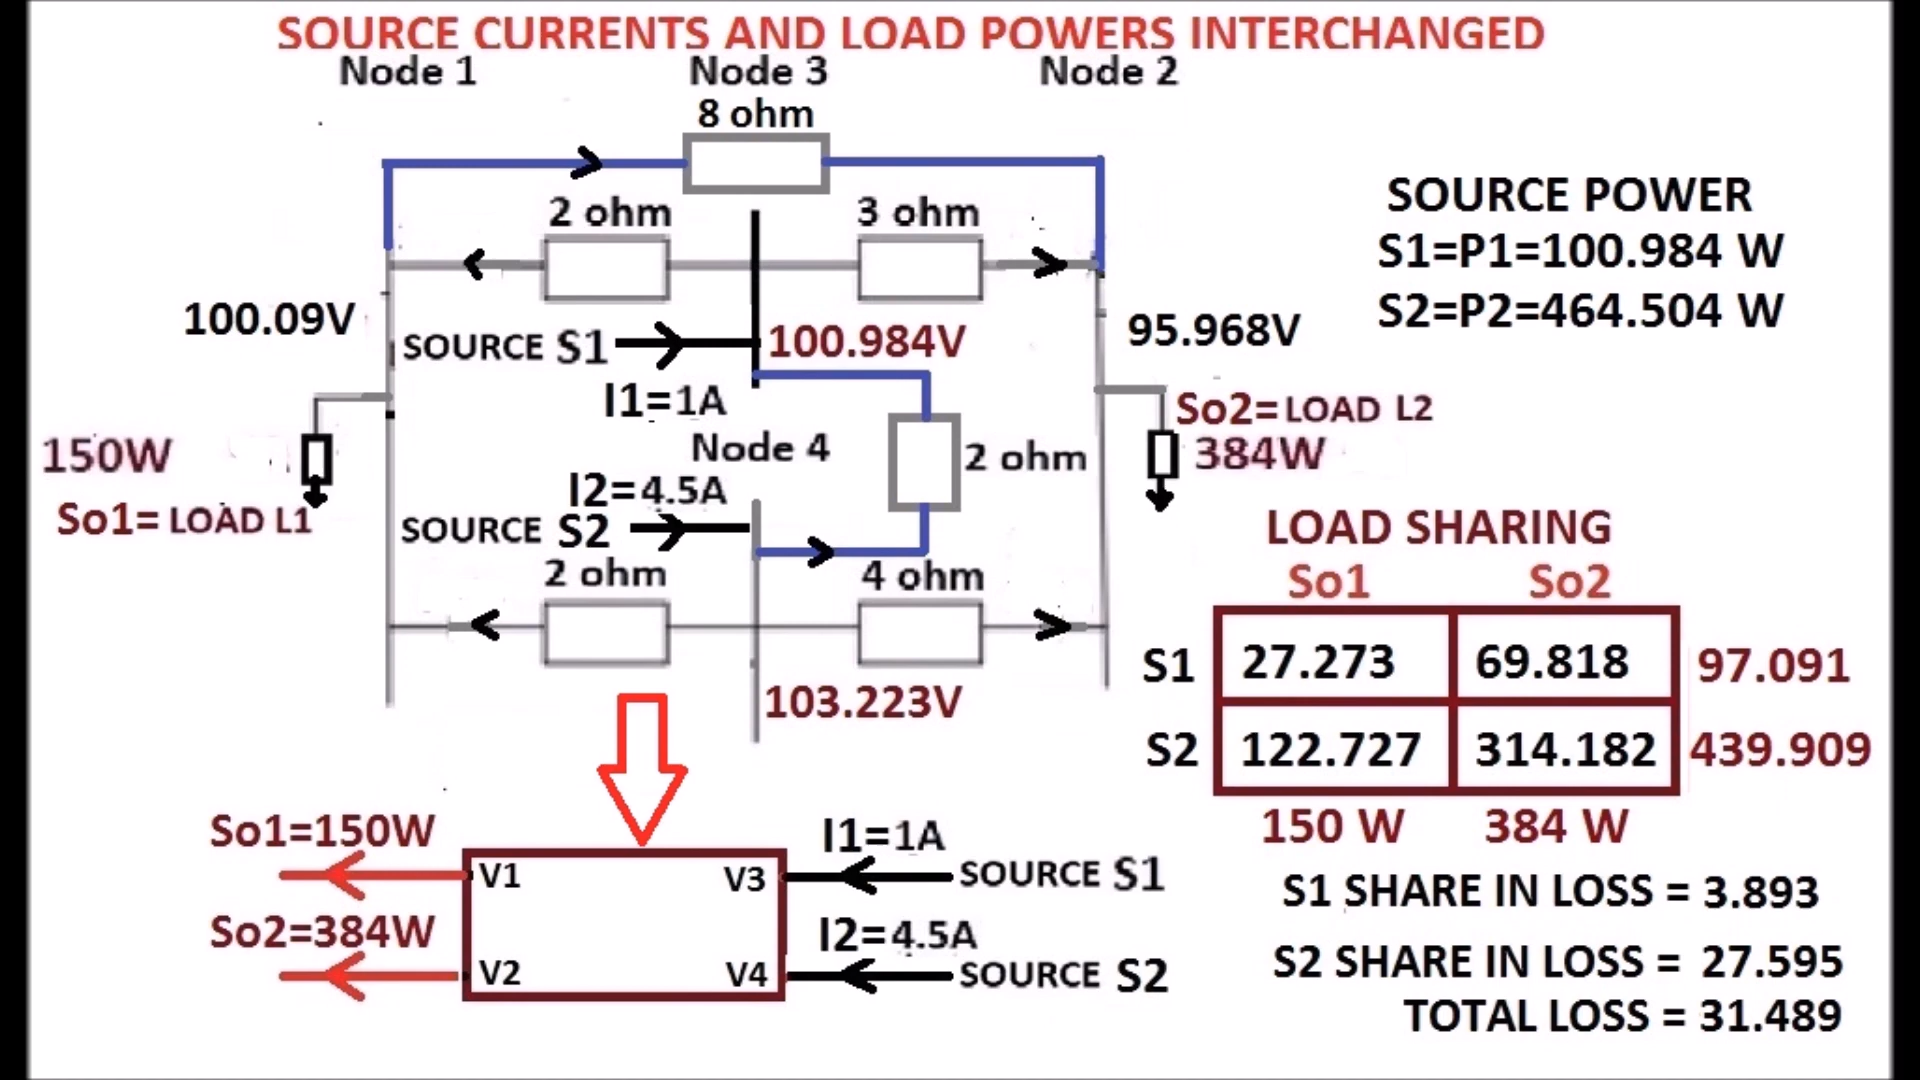 SOURCE CURRENTS AND LOAD POWERS INTERCHANGED
Node 1
Node 3
Node 2
8 ohm
2 ohm
3 ohm
SOURCE POWER
S1=P1=100.984 W
S2=P2=464.504 W
100.09V
SOURCE S1
100.984V
95.968V
I1=1A
So2= LOAD L2
150W
Node 4
2 ohm
384W
So1= LOAD L1
I2=4.5A
SOURCE S2
2 ohm
4 ohm
103.223V
LOAD SHARING
So1 So2
S1 27.273 69.818 97.091
S2 122.727 314.182 439.909
150 W 384 W
S1 SHARE IN LOSS = 3.893
S2 SHARE IN LOSS = 27.595
TOTAL LOSS = 31.489
So1=150W
V1
V3
I1=1A
SOURCE S1
So2=384W
V2
V4
I2=4.5A
SOURCE S2